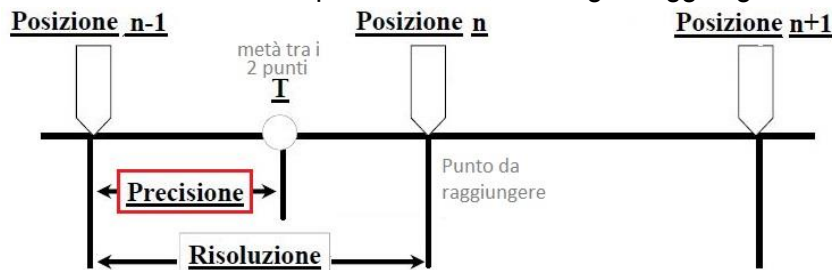 Posizione n-1
Posizione n
Posizione n+1
metà tra i
2 punti
T
Punto da
raggiungere
Precisione
Risoluzione